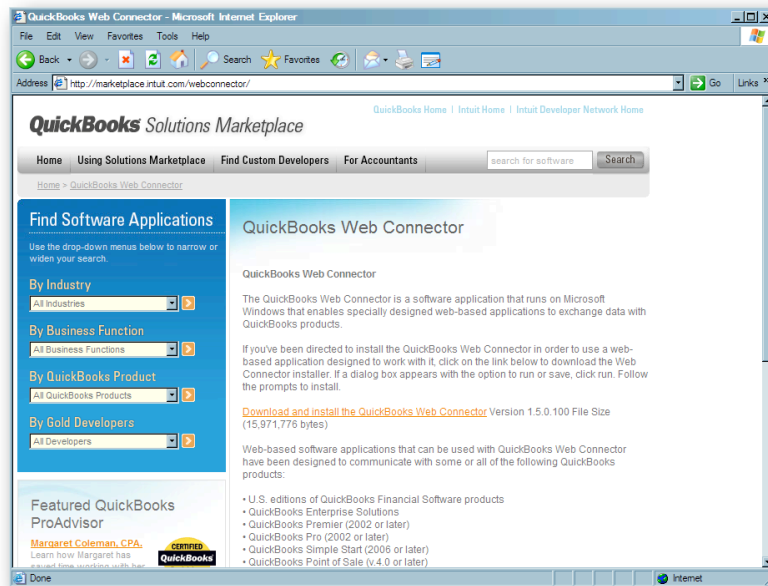 QuickBooks Web Connector - Microsoft Internet Explorer
File Edit View Favorites Tools Help
Back Search Favorites
Address http://marketplace.intuit.com/webconnector/ Go Links
QuickBooks Home | Intuit Home | Intuit Developer Network Home
QuickBooks Solutions Marketplace
Home Using Solutions Marketplace Find Custom Developers For Accountants search for software Search
Home > QuickBooks Web Connector
Find Software Applications
Use the drop-down menus below to narrow or
widen your search.
By Industry
All Industries
By Business Function
All Business Functions
By QuickBooks Product
All QuickBooks Products
By Gold Developers
All Developers
Featured QuickBooks
ProAdvisor
Margaret Coleman, CPA.
Learn how Margaret has
saved time working with her
CERTIFIED
QuickBooks
QuickBooks Web Connector
QuickBooks Web Connector
The QuickBooks Web Connector is a software application that runs on Microsoft
Windows that enables specially designed web-based applications to exchange data with
QuickBooks products.
If you've been directed to install the QuickBooks Web Connector in order to use a web-
based application designed to work with it, click on the link below to download the Web
Connector installer. If a dialog box appears with the option to run or save, click run. Follow
the prompts to install.
Download and install the QuickBooks Web Connector Version 1.5.0.100 File Size
(15,971,776 bytes)
Web-based software applications that can be used with QuickBooks Web Connector
have been designed to communicate with some or all of the following QuickBooks
products:
• U.S. editions of QuickBooks Financial Software products
• QuickBooks Enterprise Solutions
• QuickBooks Premier (2002 or later)
• QuickBooks Pro (2002 or later)
• QuickBooks Simple Start (2006 or later)
• QuickBooks Point of Sale (v.4.0 or later)
Done Internet